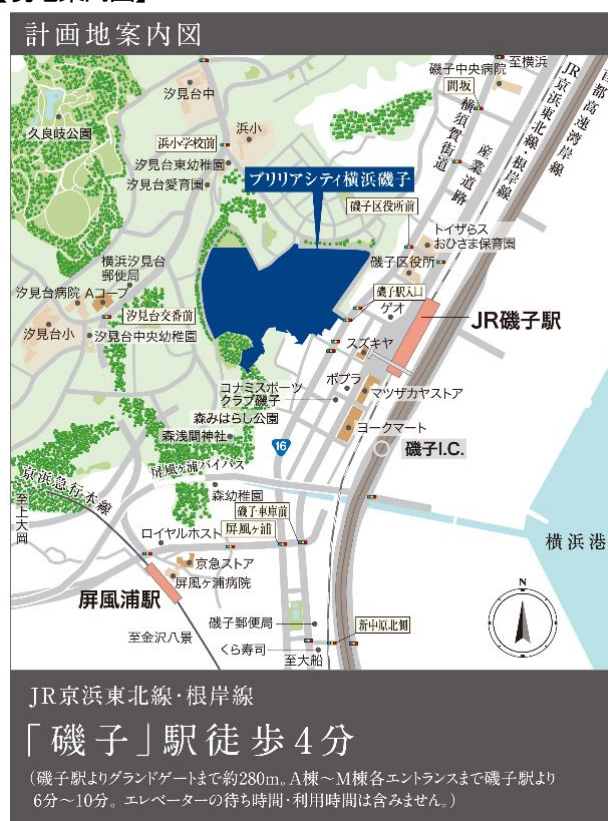 計画地案内図
磯子中央病院
至横浜
間坂
汐見台中
久良岐公園
浜小学校前
浜小
横須賀街道
産業道路
JR京浜東北線・根岸線
首都高速湾岸線
汐見台東幼稚園
汐見台愛育園
ブリリアシティ横浜磯子
磯子区役所前
トイザらス
おひさま保育園
磯子区役所
横浜汐見台
郵便局
汐見台病院
Aコープ
汐見台交番前
磯子駅入口
ゲオ
JR磯子駅
汐見台小
汐見台中央幼稚園
スズキヤ
ポプラ
コナミスポーツ
クラブ磯子
マツザカヤストア
森みはらし公園
森浅間神社
16
ヨークマート
磯子I.C.
屏風ヶ浦バイパス
京浜急行本線
至上大岡
森幼稚園
磯子車庫前
ロイヤルホスト
屏風ヶ浦
横浜港
京急ストア
屏風ヶ浦病院
屏風浦駅
N
磯子郵便局
新中原北側
至金沢八景
くら寿司
至大船
JR京浜東北線・根岸線
「磯子」駅徒歩4分
(磯子駅よりグランドゲートまで約280m。A棟～M棟各エントランスまで磯子駅より
6分～10分。エレベーターの待ち時間・利用時間は含みません。)